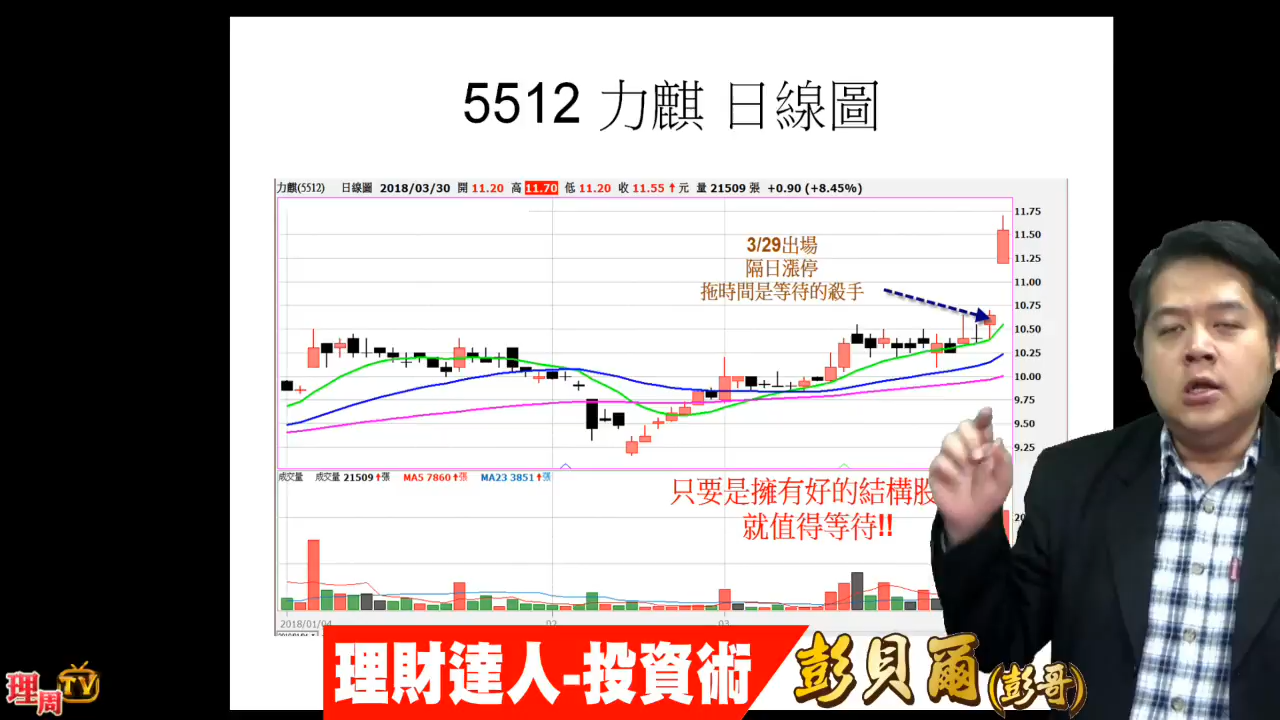 5512 力麒 日線圖
力麒(5512) 日線圖 2018/03/30 開 11.20 高 11.70 低 11.20 收 11.55 ↑ 元 量 21509 張 +0.90 (+8.45%)
11.75
11.50
11.25
11.00
10.75
10.50
10.25
10.00
9.75
9.50
9.25
3/29出場
隔日漲停
拖時間是等待的殺手
成交量 成交量 21509↑張 MA5 7860↑張 MA23 3851↑張
只要是擁有好的結構股
就值得等待!!
20
2018/01/04 02 03
理財達人-投資術
彭貝爾(彭哥)
理周TV